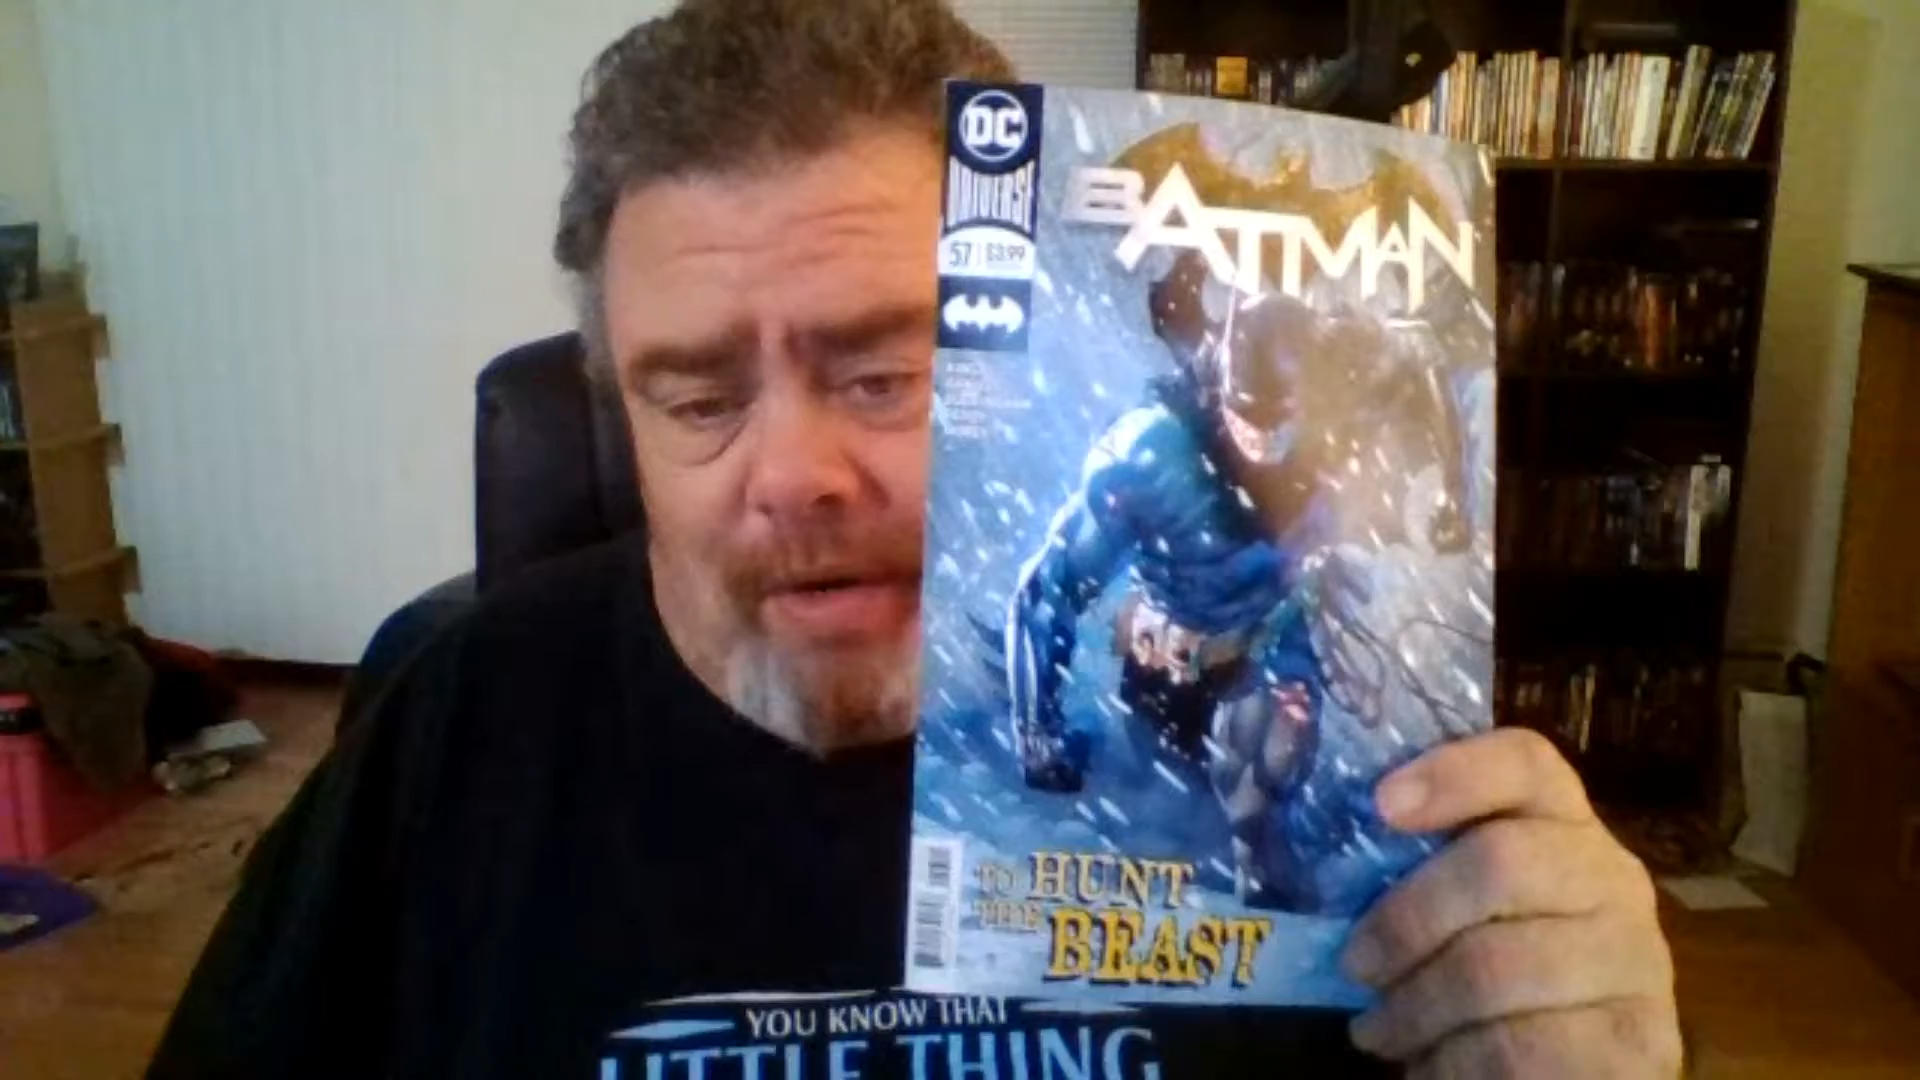 DC
UNIVERSE
57 | $3.99
BATMAN
TO HUNT
THE BEAST
YOU KNOW THAT
LITTLE THING